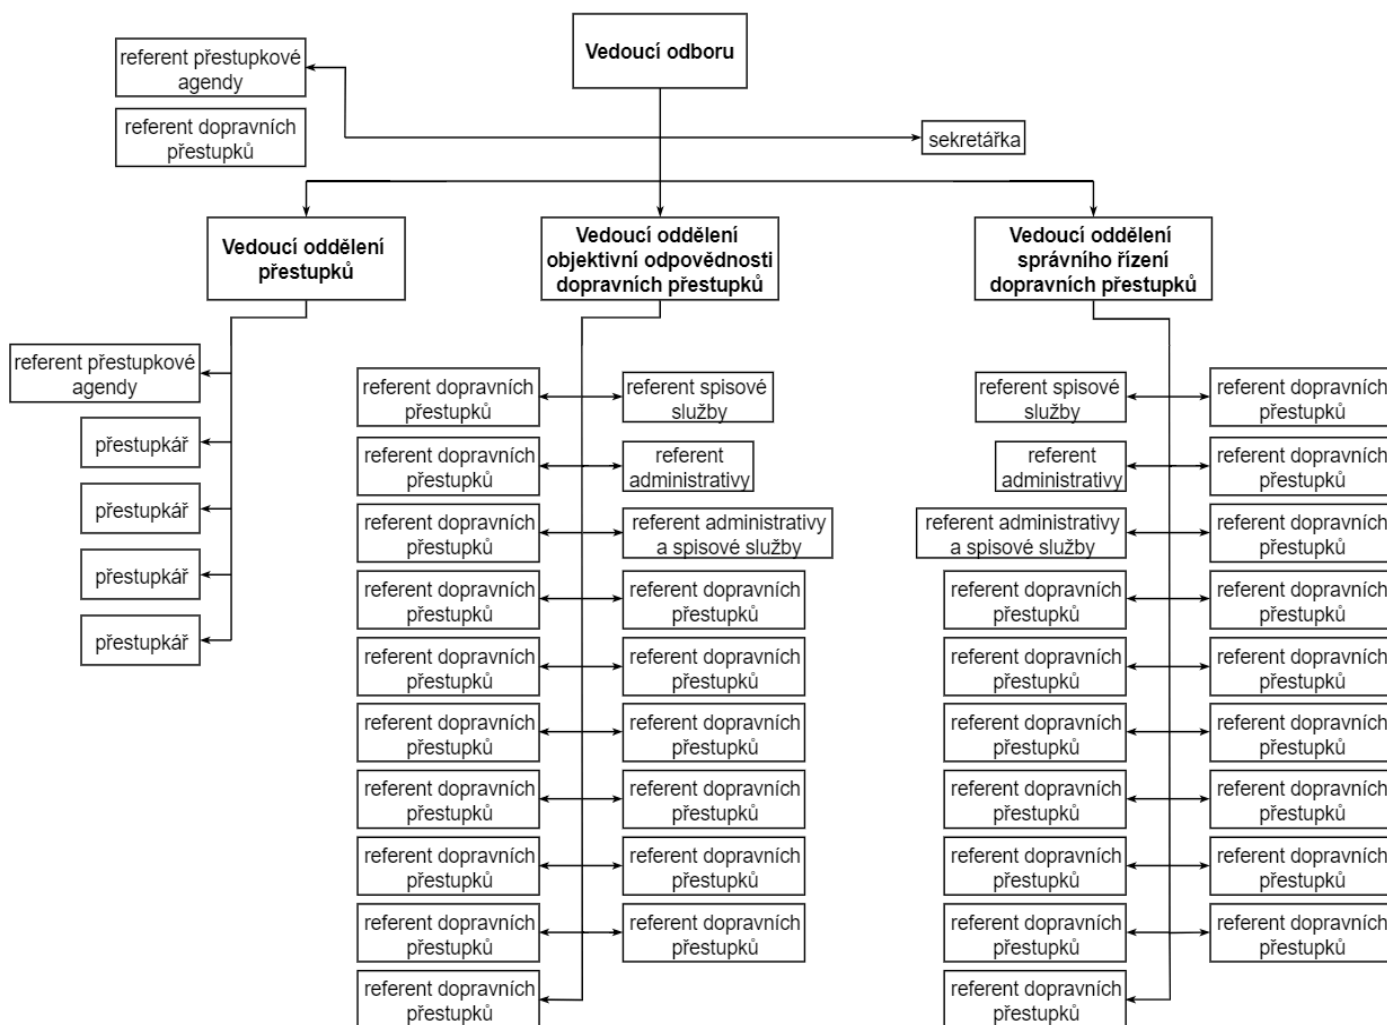 Vedoucí odboru
referent přestupkové
agendy
referent dopravních
přestupků
sekretářka
Vedoucí oddělení
přestupků
Vedoucí oddělení
objektivní odpovědnosti
dopravních přestupků
Vedoucí oddělení
správního řízení
dopravních přestupků
referent přestupkové
agendy
přestupkář
přestupkář
přestupkář
přestupkář
referent dopravních
přestupků
referent spisové
služby
referent dopravních
přestupků
referent
administrativy
referent dopravních
přestupků
referent administrativy
a spisové služby
referent dopravních
přestupků
referent dopravních
přestupků
referent dopravních
přestupků
referent dopravních
přestupků
referent dopravních
přestupků
referent dopravních
přestupků
referent dopravních
přestupků
referent dopravních
přestupků
referent dopravních
přestupků
referent dopravních
přestupků
referent dopravních
přestupků
referent dopravních
přestupků
referent dopravních
přestupků
referent spisové
služby
referent dopravních
přestupků
referent
administrativy
referent dopravních
přestupků
referent administrativy
a spisové služby
referent dopravních
přestupků
referent dopravních
přestupků
referent dopravních
přestupků
referent dopravních
přestupků
referent dopravních
přestupků
referent dopravních
přestupků
referent dopravních
přestupků
referent dopravních
přestupků
referent dopravních
přestupků
referent dopravních
přestupků
referent dopravních
přestupků
referent dopravních
přestupků
referent dopravních
přestupků
referent dopravních
přestupků